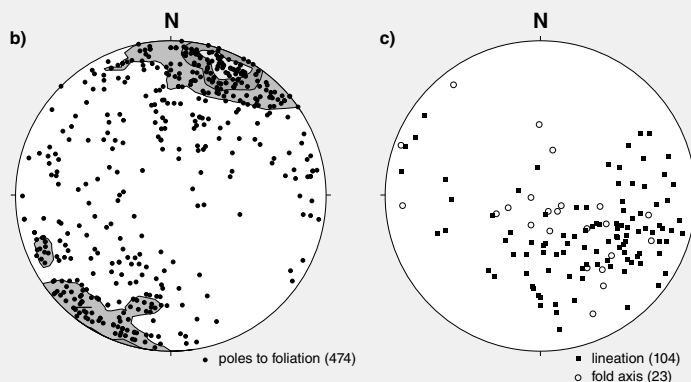 b)
N
poles to foliation (474)
c)
N
lineation (104)
fold axis (23)